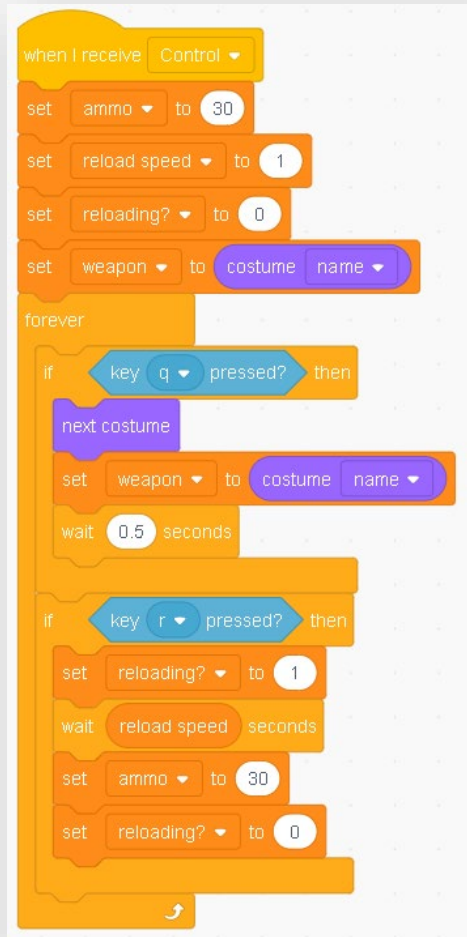 when I receive Control
set ammo to 30
set reload speed to 1
set reloading? to 0
set weapon to costume name
forever
if key q pressed? then
next costume
set weapon to costume name
wait 0.5 seconds
if key r pressed? then
set reloading? to 1
wait reload speed seconds
set ammo to 30
set reloading? to 0